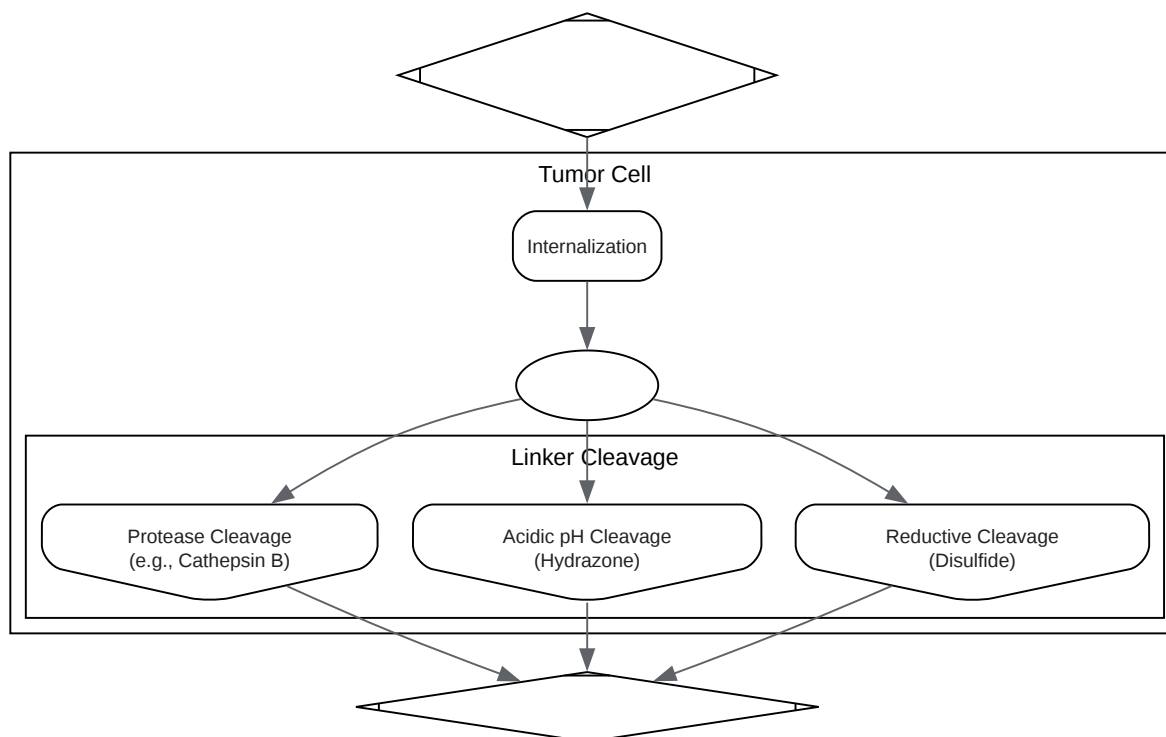 Tumor Cell
Internalization
Linker Cleavage
Protease Cleavage
(e.g., Cathepsin B)
Acidic pH Cleavage
(Hydrazone)
Reductive Cleavage
(Disulfide)